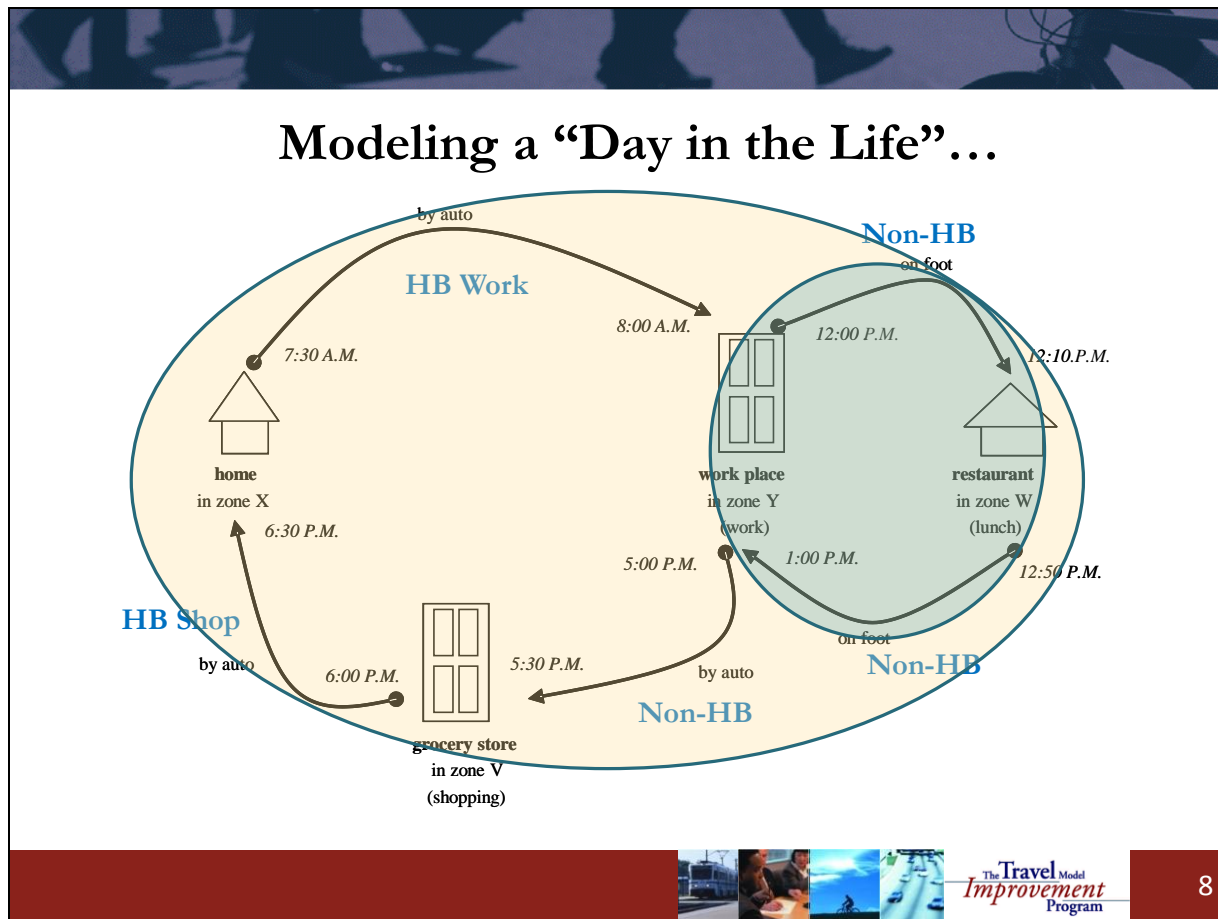 Modeling a “Day in the Life”…
by auto
HB Work
Non-HB
on foot
7:30 A.M.
8:00 A.M.
12:00 P.M.
12:10.P.M.
home
in zone X
work place
in zone Y
(work)
restaurant
in zone W
(lunch)
6:30 P.M.
5:00 P.M.
1:00 P.M.
12:50 P.M.
HB Shop
by auto
6:00 P.M.
5:30 P.M.
by auto
on foot
Non-HB
Non-HB
grocery store
in zone V
(shopping)
The Travel Model
Improvement
Program
8